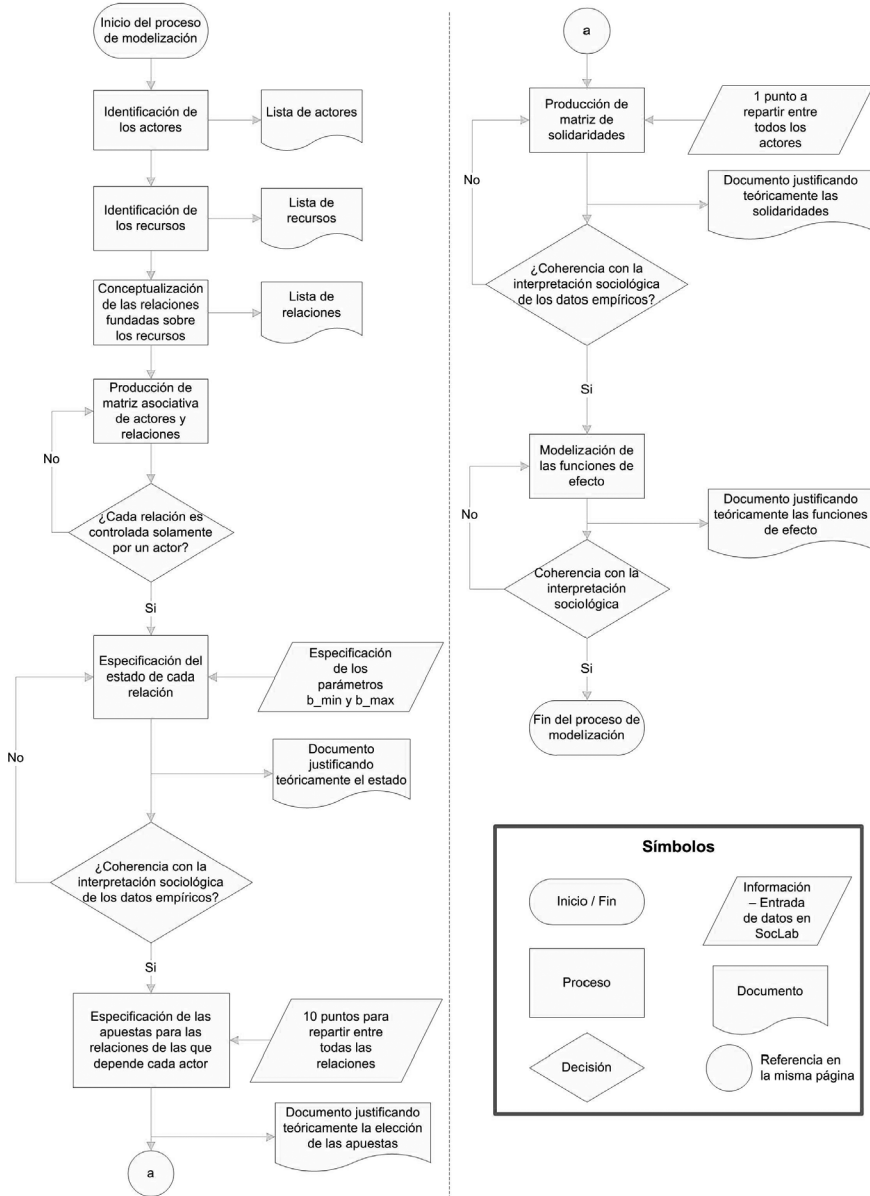 Inicio del proceso
de modelización
Identificación de
los actores
Lista de actores
Identificación de
los recursos
Lista de
recursos
Conceptualización
de las relaciones
fundadas sobre
los recursos
Lista de
relaciones
Producción de
matriz asociativa
de actores y
relaciones
No
¿Cada relación es
controlada solamente
por un actor?
Si
Especificación del
estado de cada
relación
Especificación
de los
parámetros
b_min y b_max
No
Documento
justificando
teóricamente el estado
¿Coherencia con la
interpretación sociológica
de los datos empíricos?
Si
Especificación de las
apuestas para las
relaciones de las que
depende cada actor
10 puntos para
repartir entre
todas las
relaciones
Documento justificando
teóricamente la elección
de las apuestas
a
a
Producción de
matriz de
solidaridades
1 punto a
repartir entre
todos los
actores
No
Documento justificando
teóricamente las
solidaridades
¿Coherencia con la
interpretación sociológica
de los datos empíricos?
Si
Modelización de
las funciones de
efecto
No
Documento justificando
teóricamente las funciones
de efecto
Coherencia con la
interpretación
sociológica
Si
Fin del proceso de
modelización
Símbolos
Inicio / Fin
Información
– Entrada
de datos en
SocLab
Proceso
Documento
Decisión
Referencia en
la misma página